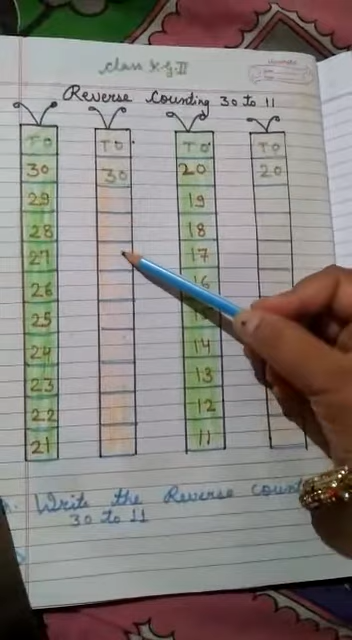 Class K.G II
Reverse Counting 30 to 11
TO TO TO TO
30 30 20 20
29 19
28 18
27 17
26 16
25
24 14
23 13
22 12
21 11
Write the Reverse count
30 to 11